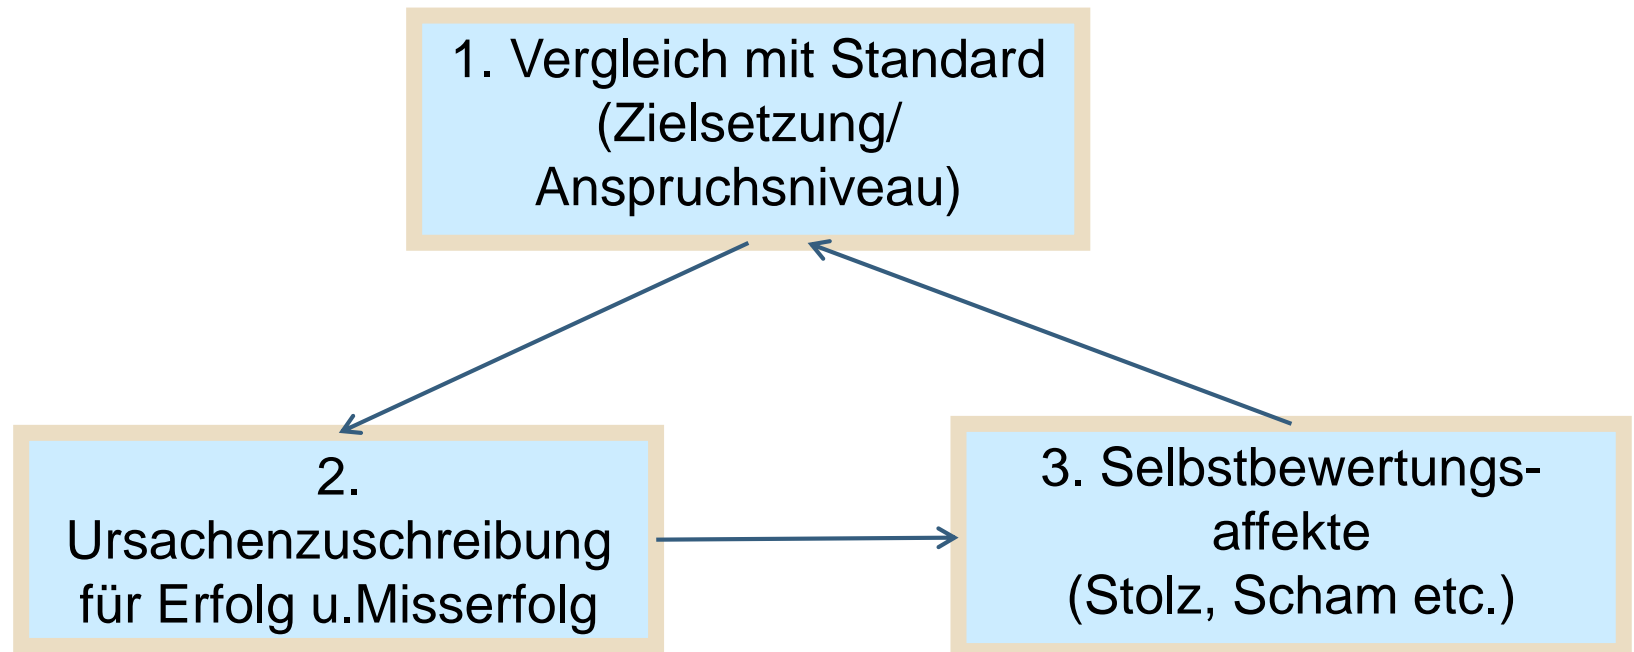 1. Vergleich mit Standard
(Zielsetzung/
Anspruchsniveau)
2.
Ursachenzuschreibung
für Erfolg u.Misserfolg
3. Selbstbewertungs-
affekte
(Stolz, Scham etc.)